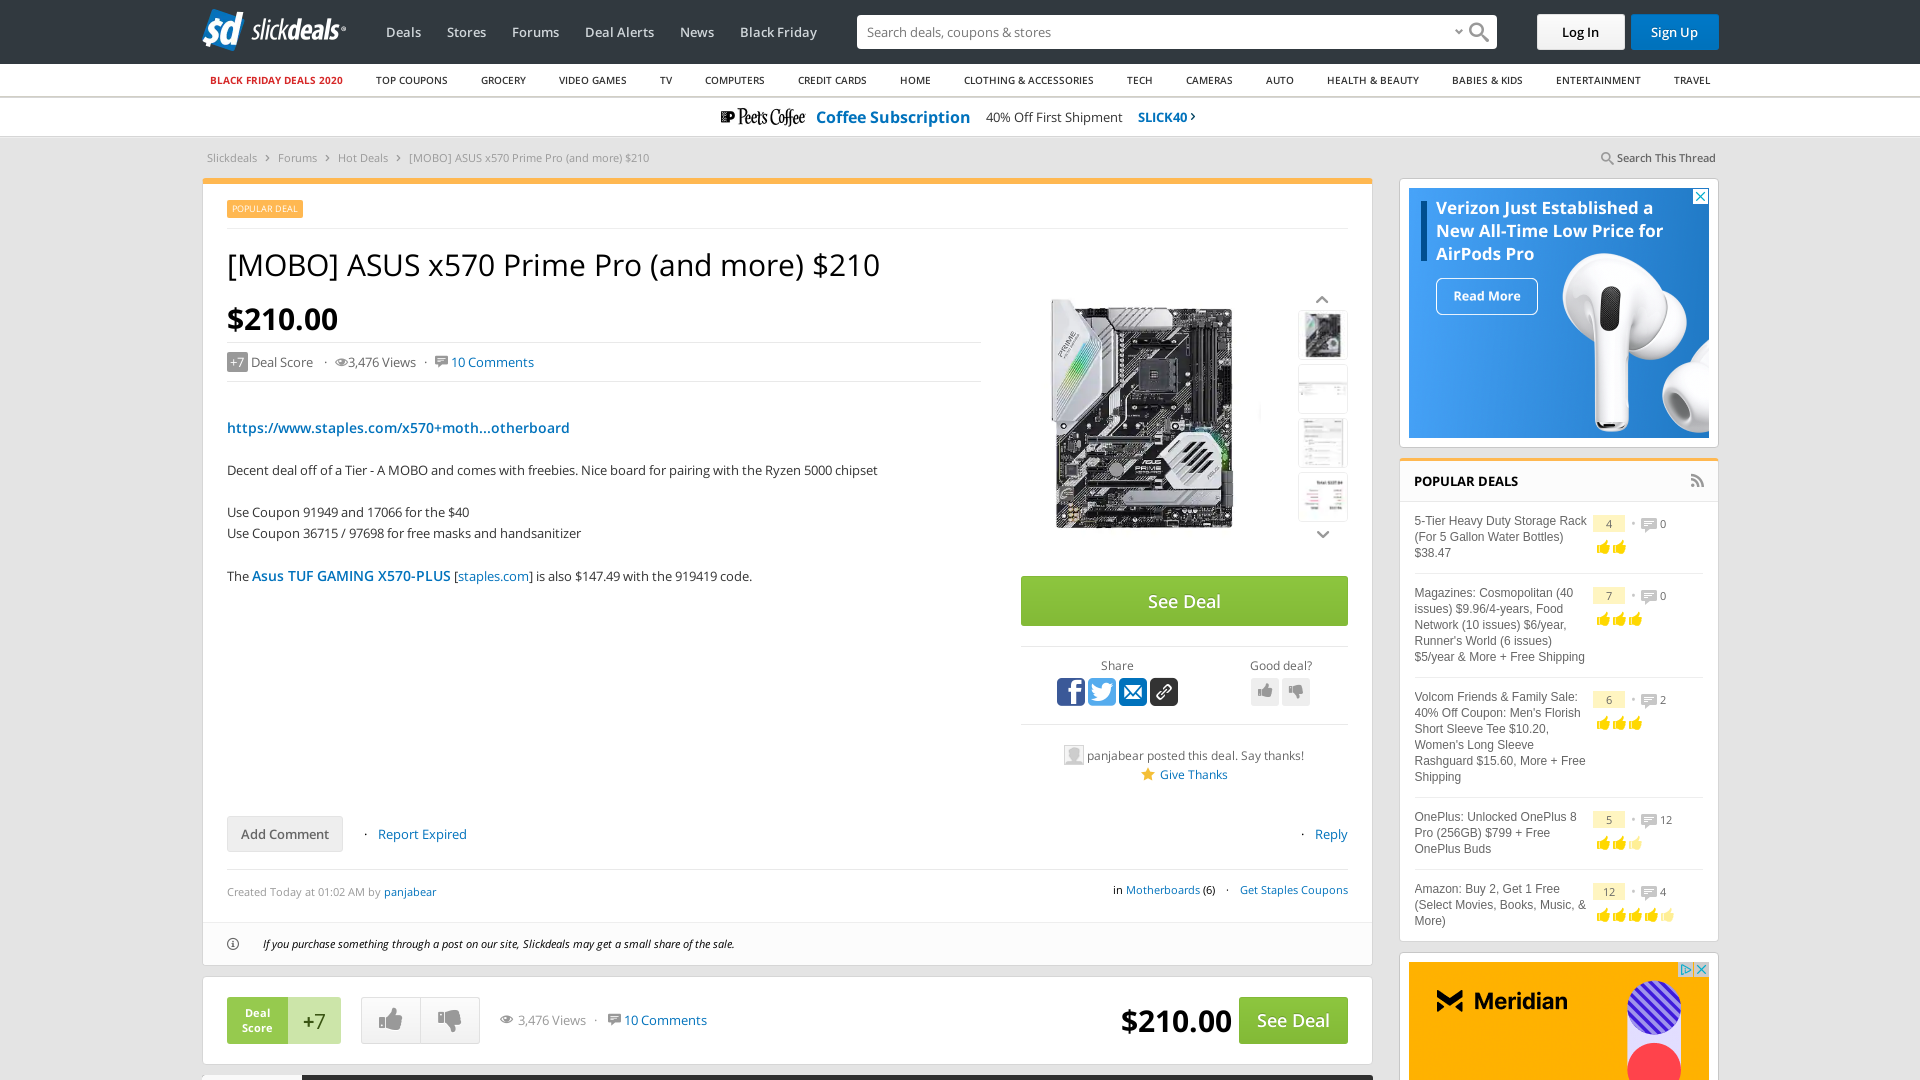 sd slickdeals
Deals
Stores
Forums
Deal Alerts
News
Black Friday
Search deals, coupons & stores
Log In
Sign Up
BLACK FRIDAY DEALS 2020
TOP COUPONS
GROCERY
VIDEO GAMES
TV
COMPUTERS
CREDIT CARDS
HOME
CLOTHING & ACCESSORIES
TECH
CAMERAS
AUTO
HEALTH & BEAUTY
BABIES & KIDS
ENTERTAINMENT
TRAVEL
Peet's Coffee Coffee Subscription 40% Off First Shipment SLICK40 >
Slickdeals > Forums > Hot Deals > [MOBO] ASUS x570 Prime Pro (and more) $210
Search This Thread
POPULAR DEAL
[MOBO] ASUS x570 Prime Pro (and more) $210
$210.00
+7 Deal Score · 3,476 Views · 10 Comments
https://www.staples.com/x570+moth...otherboard
Decent deal off of a Tier - A MOBO and comes with freebies. Nice board for pairing with the Ryzen 5000 chipset
Use Coupon 91949 and 17066 for the $40
Use Coupon 36715 / 97698 for free masks and handsanitizer
The Asus TUF GAMING X570-PLUS [staples.com] is also $147.49 with the 919419 code.
PRIME
See Deal
Share
Good deal?
panjabear posted this deal. Say thanks!
Give Thanks
Add Comment
· Report Expired
· Reply
Created Today at 01:02 AM by panjabear
in Motherboards (6) · Get Staples Coupons
If you purchase something through a post on our site, Slickdeals may get a small share of the sale.
Deal
Score
+7
3,476 Views · 10 Comments
$210.00
See Deal
Verizon Just Established a
New All-Time Low Price for
AirPods Pro
Read More
POPULAR DEALS
5-Tier Heavy Duty Storage Rack
(For 5 Gallon Water Bottles)
$38.47
4 · 0
Magazines: Cosmopolitan (40
issues) $9.96/4-years, Food
Network (10 issues) $6/year,
Runner's World (6 issues)
$5/year & More + Free Shipping
7 · 0
Volcom Friends & Family Sale:
40% Off Coupon: Men's Florish
Short Sleeve Tee $10.20,
Women's Long Sleeve
Rashguard $15.60, More + Free
Shipping
6 · 2
OnePlus: Unlocked OnePlus 8
Pro (256GB) $799 + Free
OnePlus Buds
5 · 12
Amazon: Buy 2, Get 1 Free
(Select Movies, Books, Music, &
More)
12 · 4
Meridian